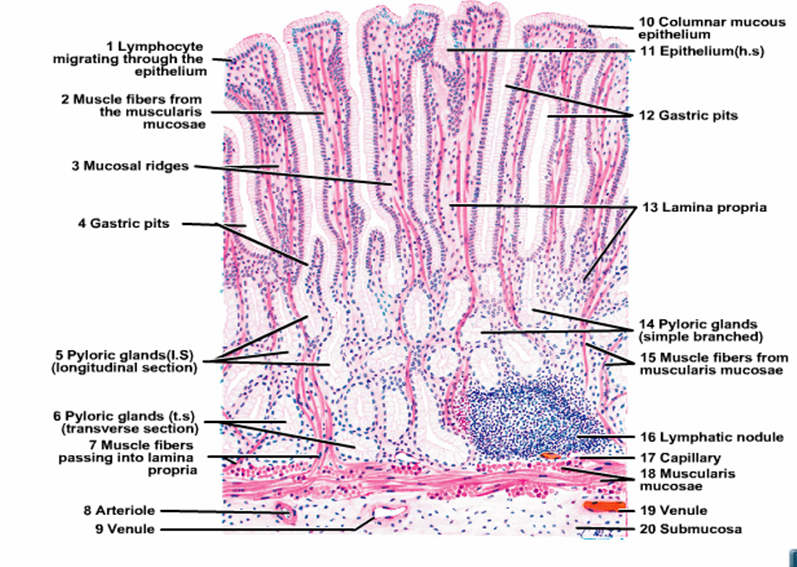 1 Lymphocyte
migrating through the
epithelium
2 Muscle fibers from
the muscularis
mucosae
3 Mucosal ridges
4 Gastric pits
5 Pyloric glands(l.S)
(longitudinal section)
6 Pyloric glands (t.s)
(transverse section)
7 Muscle fibers
passing into lamina
propria
8 Arteriole
9 Venule
10 Columnar mucous
epithelium
11 Epithelium(h.s)
12 Gastric pits
13 Lamina propria
14 Pyloric glands
(simple branched)
15 Muscle fibers from
muscularis mucosae
16 Lymphatic nodule
17 Capillary
18 Muscularis
mucosae
19 Venule
20 Submucosa